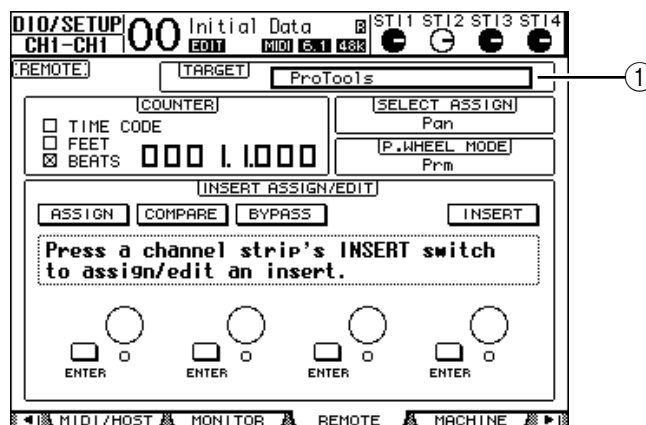 DIO/SETUP
CH1-CH1
00
Initial Data
EDIT MIDI 6.1 48k
ST11 ST12 ST13 ST14
REMOTE
TARGET
ProTools
1
COUNTER
TIME CODE
FEET
BEATS
000 1.1.000
SELECT ASSIGN
Pan
P.WHEEL MODE
Prm
INSERT ASSIGN/EDIT
ASSIGN COMPARE BYPASS INSERT
Press a channel strip's INSERT switch
to assign/edit an insert.
ENTER ENTER ENTER ENTER
MIDI/HOST MONITOR REMOTE MACHINE